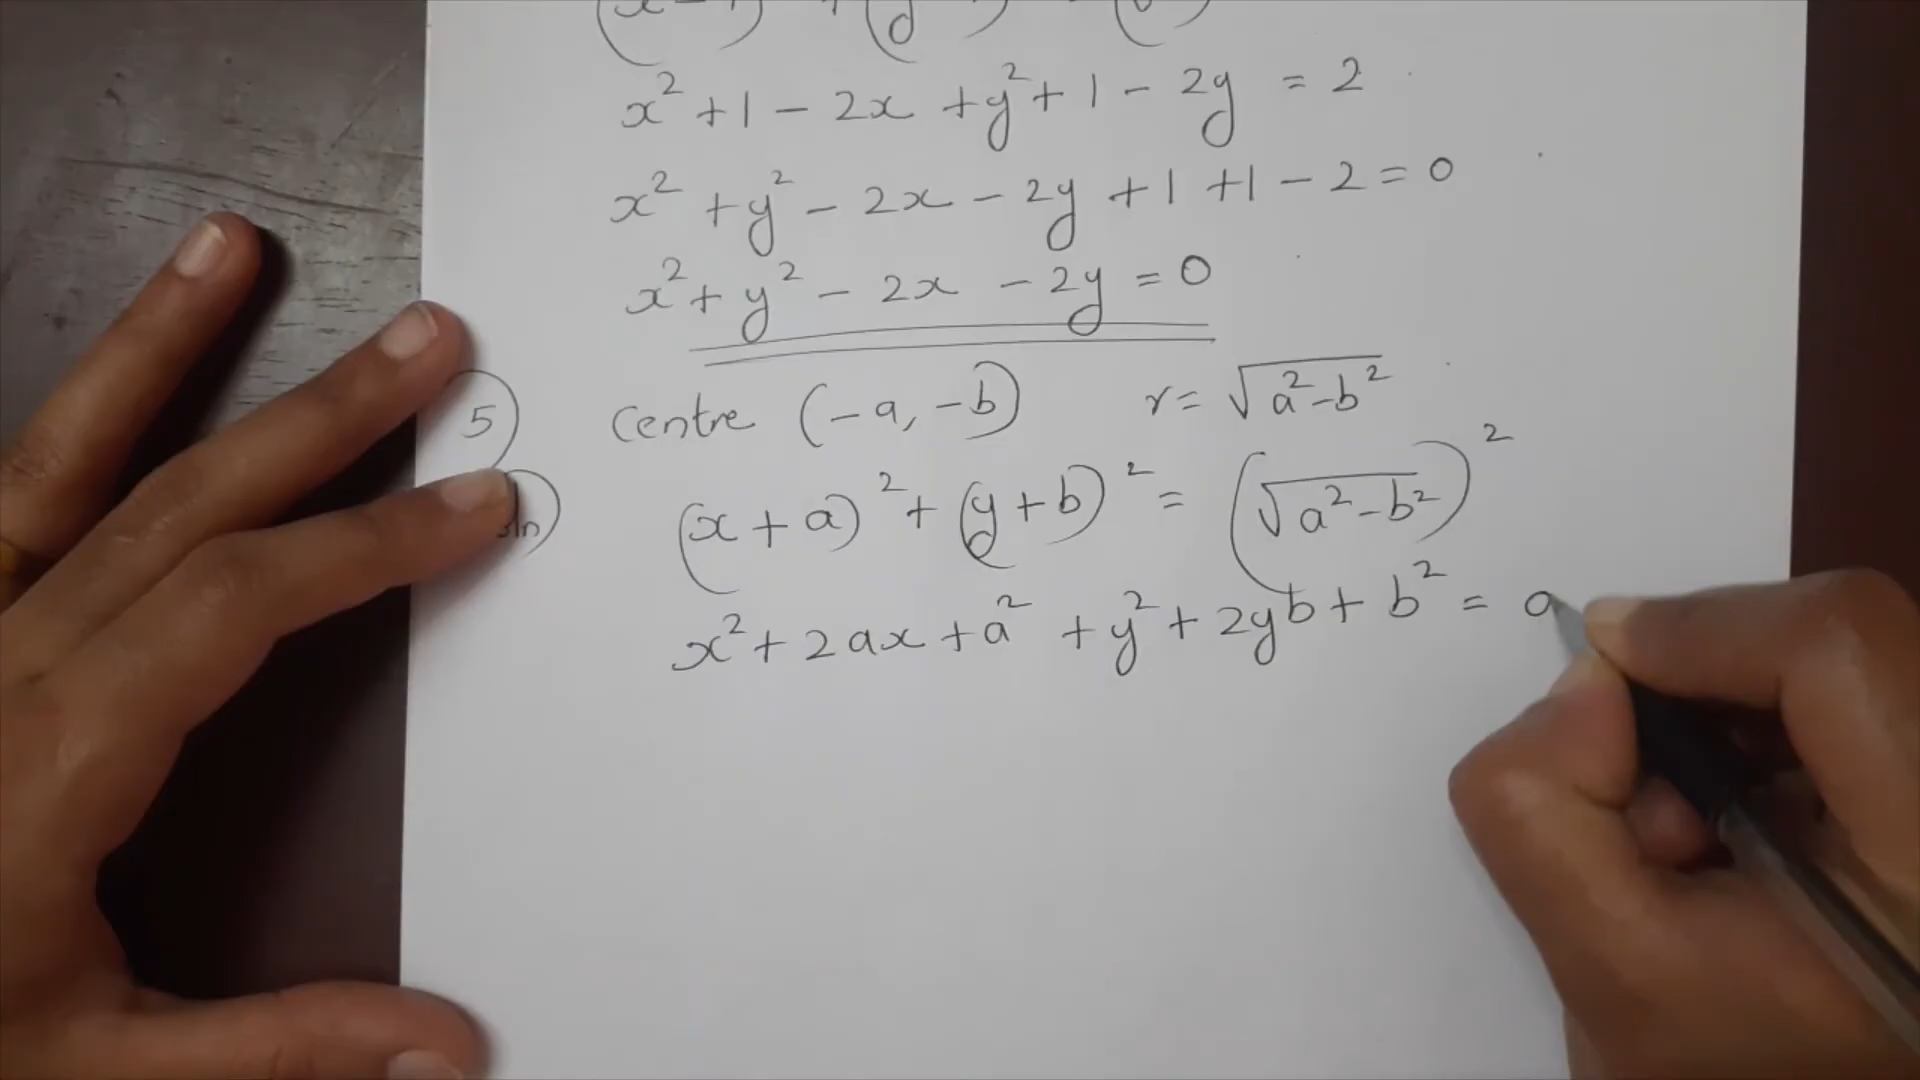 x² + 1 - 2x + y² + 1 - 2y = 2
x² + y² - 2x - 2y + 1 + 1 - 2 = 0
x² + y² - 2x - 2y = 0
5 Centre (-a, -b) r = √(a² - b²)
(x + a)² + (y + b)² = (√(a² - b²))²
x² + 2ax + a² + y² + 2yb + b² = a